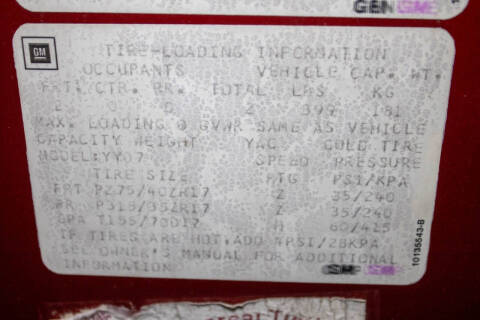 GEN
GM
TIRE-LOADING INFORMATION
OCCUPANTS VEHICLE CAP. WT.
FRT. CTR. RR. TOTAL LBS KG
2 0 0 2 399 181
MAX. LOADING @ GVWR SAME AS VEHICLE
CAPACITY WEIGHT YAC COLD TIRE
MODEL:YY07 SPEED PRESSURE
TIRE SIZE RTG PSI/KPA
FRT P275/40ZR17 Z 35/240
RR P315/35ZR17 Z 35/240
SPA T155/70D17 M 60/415
IF TIRES ARE HOT,ADD 4PSI/28KPA
SEE OWNER'S MANUAL FOR ADDITIONAL
INFORMATION
10135543-B